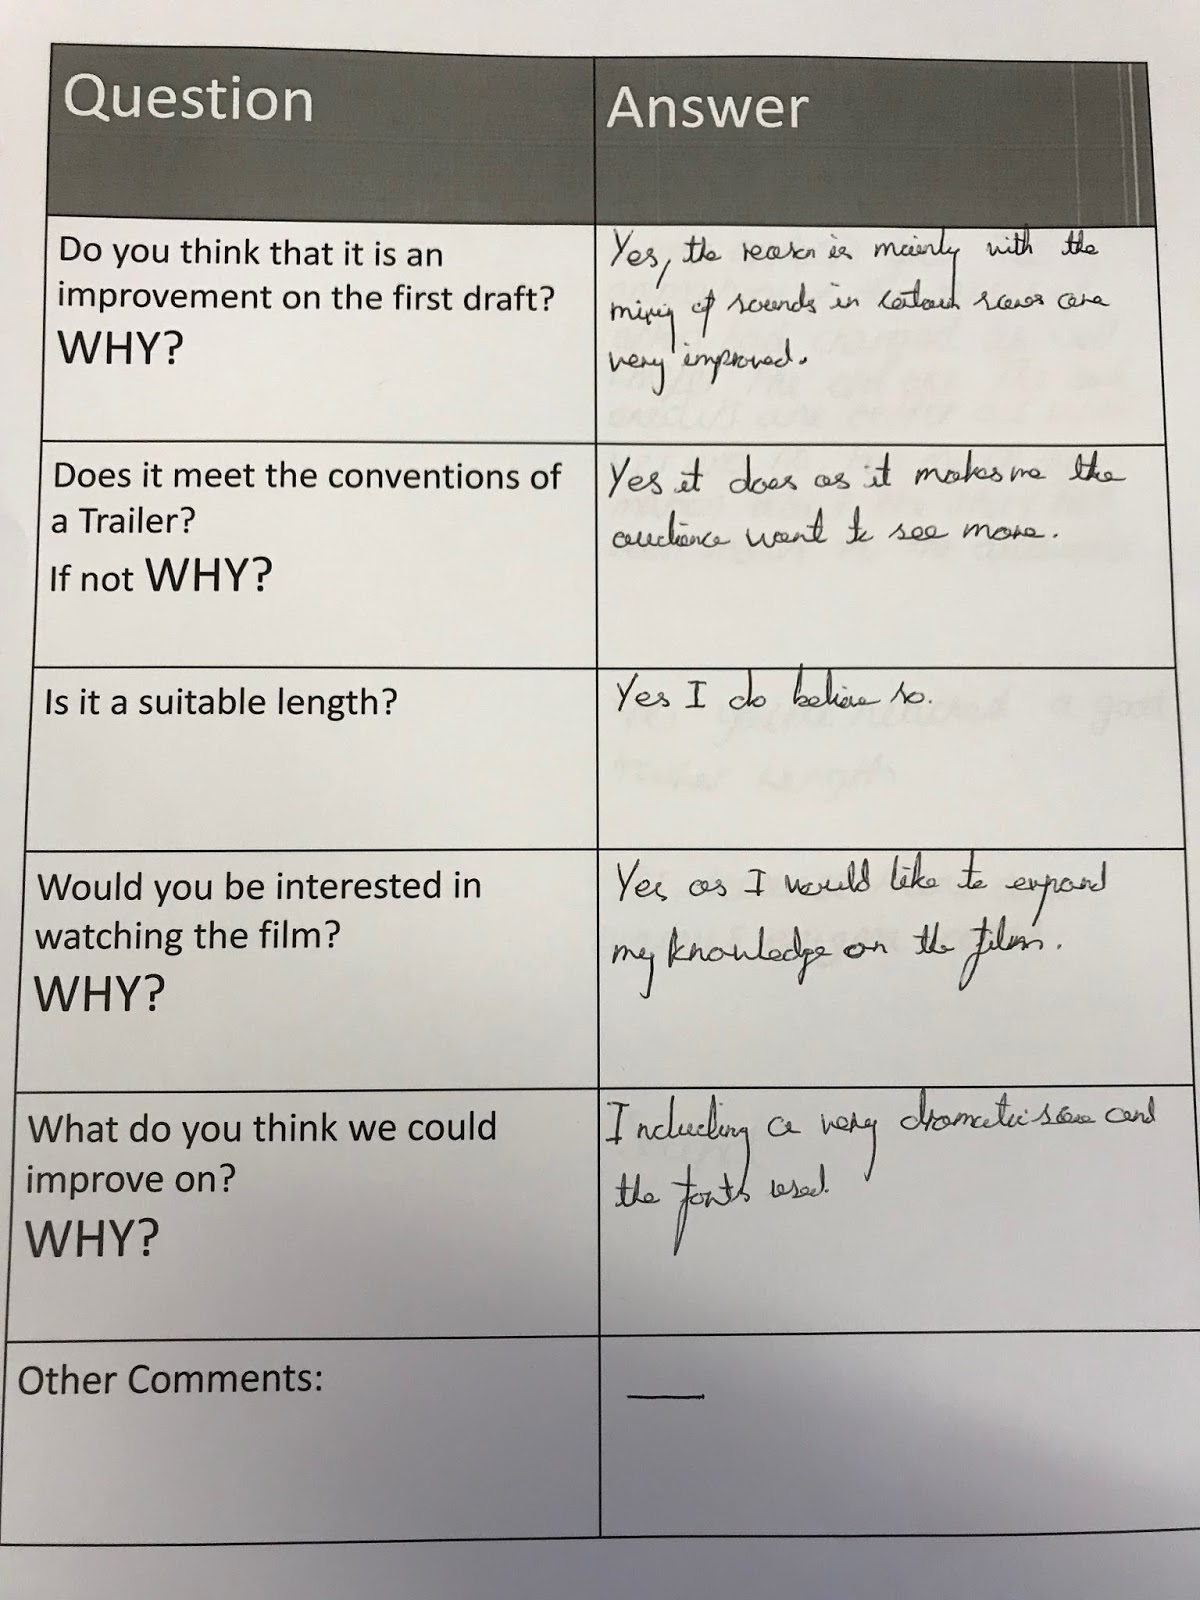 Question
Answer
Do you think that it is an
improvement on the first draft?
WHY?
Yes, the reason is mainly with the
mixing of sounds in certain scenes are
very improved.
Does it meet the conventions of
a Trailer?
If not WHY?
Yes it does as it makes me the
audience want to see more.
Is it a suitable length?
Yes I do believe so.
Would you be interested in
watching the film?
WHY?
Yes as I would like to expand
my knowledge on the film.
What do you think we could
improve on?
WHY?
Including a very dramatic scene and
the fonts used.
Other Comments:
—